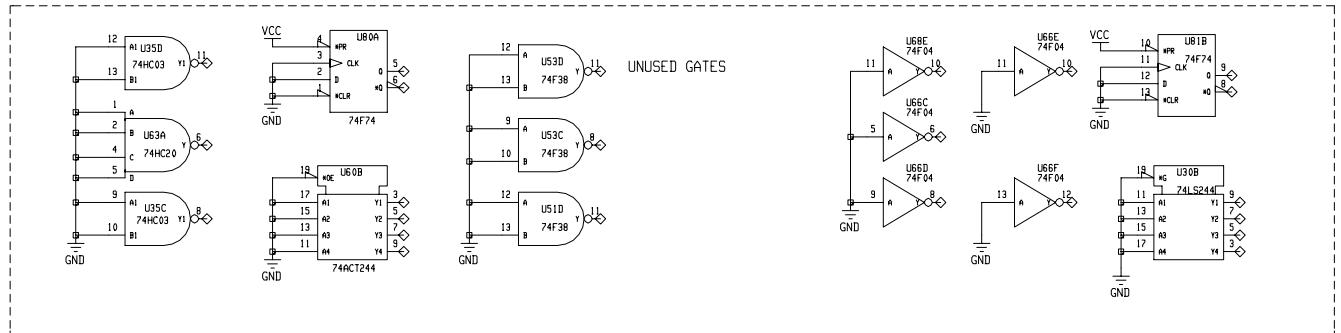 12 A1 U35D
74HC03
Y1 11
13 B1
1 A
2 B U63A
74HC20
Y 6
4 C
5 D
9 A1 U35C
74HC03
Y1 8
10 B1
GND
VCC
U80A
4 *PR
3 CLK
2 D
1 *CLR
Q 5
*Q 6
74F74
GND
U60B
19 *OE
17 A1 Y1 3
15 A2 Y2 5
13 A3 Y3 7
11 A4 Y4 9
74ACT244
GND
12 A U53D
74F38
Y 11
13 B
9 A U53C
74F38
Y 8
10 B
12 A U51D
74F38
Y 11
13 B
GND
UNUSED GATES
U68E
74F04
11 A Y 10
U66C
74F04
5 A Y 6
U66D
74F04
9 A Y 8
GND
U66E
74F04
11 A Y 10
GND
U66F
74F04
13 A Y 12
GND
VCC
U81B
74F74
10 *PR
11 CLK
12 D
13 *CLR
Q 9
*Q 8
GND
U30B
19 *G
74LS244
11 A1 Y1 9
13 A2 Y2 7
15 A3 Y3 5
17 A4 Y4 3
GND